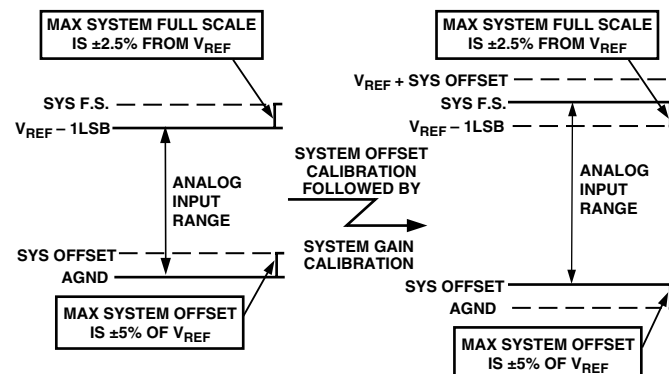 MAX SYSTEM FULL SCALE
IS ±2.5% FROM VREF
SYS F.S.
VREF – 1LSB
ANALOG
INPUT
RANGE
SYS OFFSET
AGND
MAX SYSTEM OFFSET
IS ±5% OF VREF
SYSTEM OFFSET
CALIBRATION
FOLLOWED BY
SYSTEM GAIN
CALIBRATION
MAX SYSTEM FULL SCALE
IS ±2.5% FROM VREF
VREF + SYS OFFSET
SYS F.S.
VREF – 1LSB
ANALOG
INPUT
RANGE
SYS OFFSET
AGND
MAX SYSTEM OFFSET
IS ±5% OF VREF